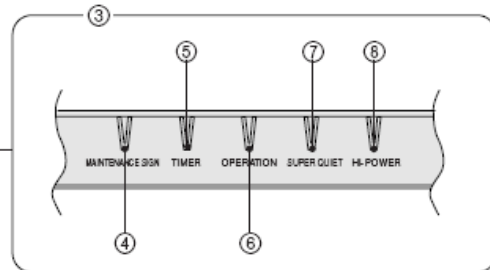 ③
⑤ ⑦ ⑧
MAINTENANCE SIGN TIMER OPERATION SUPER QUIET HI-POWER
④ ⑥